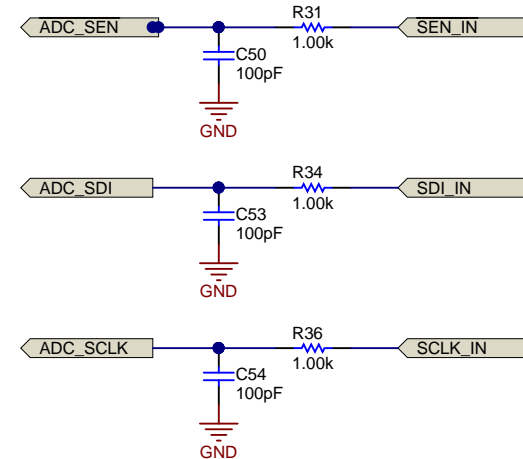 R31
ADC_SEN
SEN_IN
1.00k
C50
100pF
GND
R34
ADC_SDI
SDI_IN
1.00k
C53
100pF
GND
R36
ADC_SCLK
SCLK_IN
1.00k
C54
100pF
GND